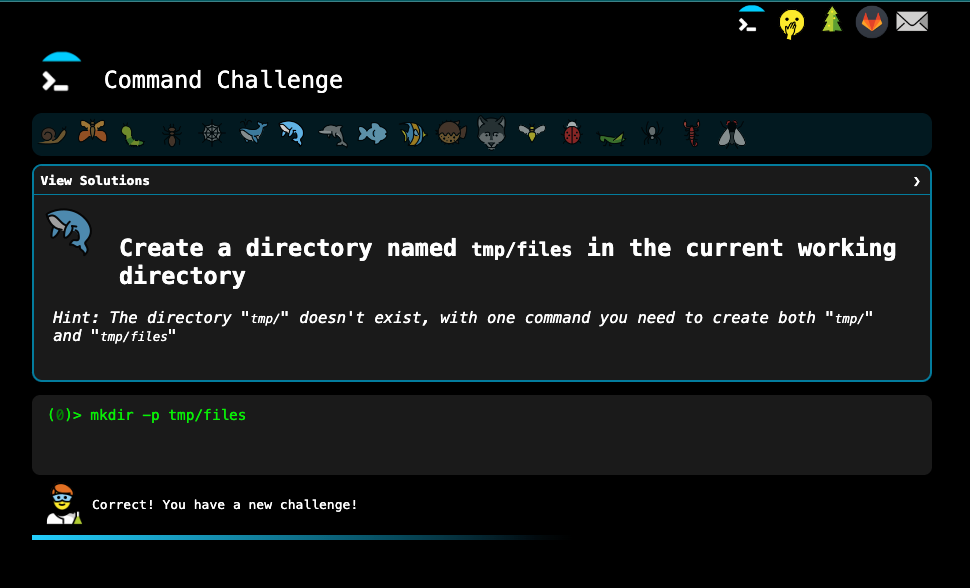 Command Challenge
View Solutions
Create a directory named tmp/files in the current working
directory
Hint: The directory "tmp/" doesn't exist, with one command you need to create both "tmp/"
and "tmp/files"
(0)> mkdir -p tmp/files
Correct! You have a new challenge!